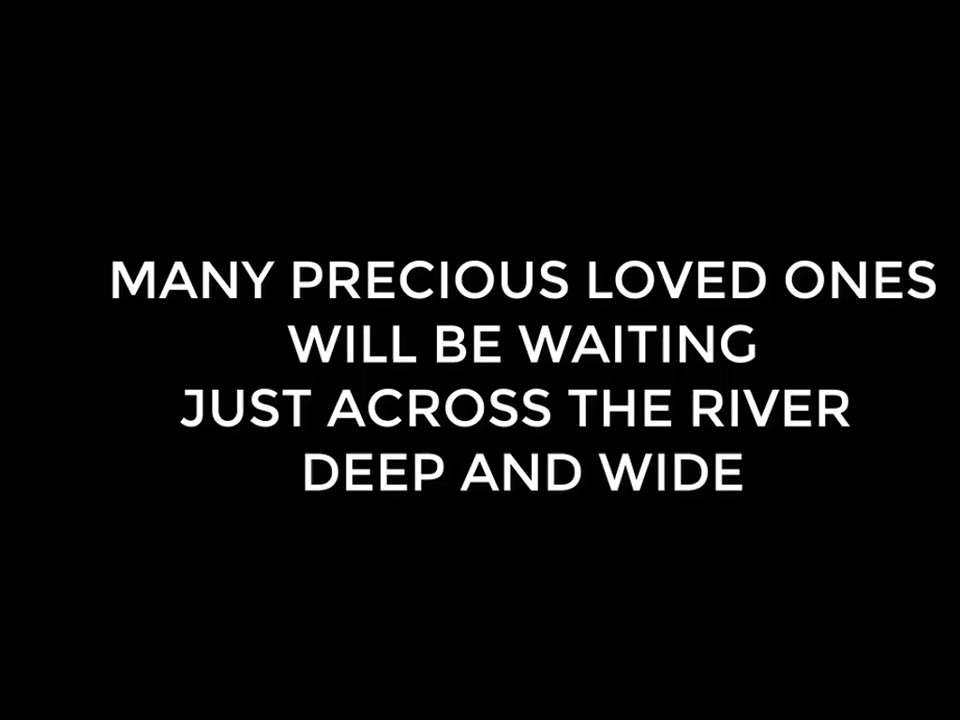 MANY PRECIOUS LOVED ONES
WILL BE WAITING
JUST ACROSS THE RIVER
DEEP AND WIDE